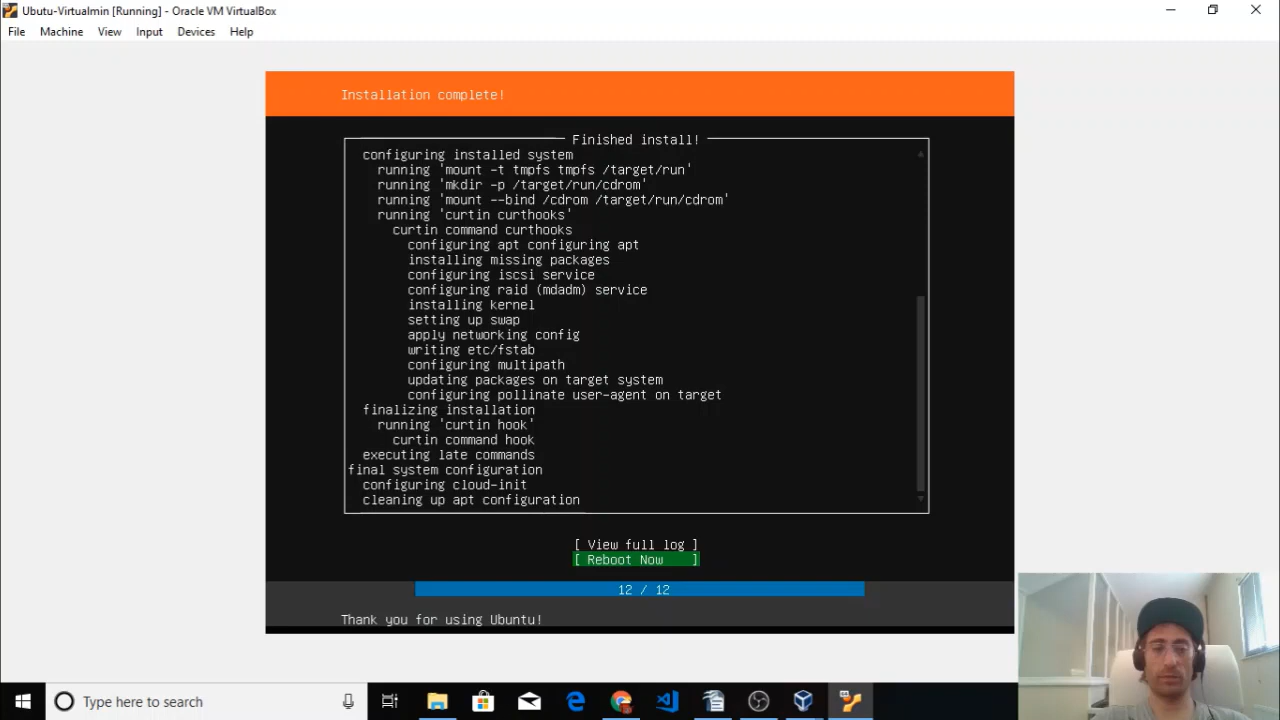 Ubutu-Virtualmin [Running] - Oracle VM VirtualBox
File Machine View Input Devices Help
Installation complete!
Finished install!
configuring installed system
running 'mount -t tmpfs tmpfs /target/run'
running 'mkdir -p /target/run/cdrom'
running 'mount --bind /cdrom /target/run/cdrom'
running 'curtin curthooks'
curtin command curthooks
configuring apt configuring apt
installing missing packages
configuring iscsi service
configuring raid (mdadm) service
installing kernel
setting up swap
apply networking config
writing etc/fstab
configuring multipath
updating packages on target system
configuring pollinate user-agent on target
finalizing installation
running 'curtin hook'
curtin command hook
executing late commands
final system configuration
configuring cloud-init
cleaning up apt configuration
[ View full log ]
[ Reboot Now ]
12 / 12
Thank you for using Ubuntu!
Type here to search